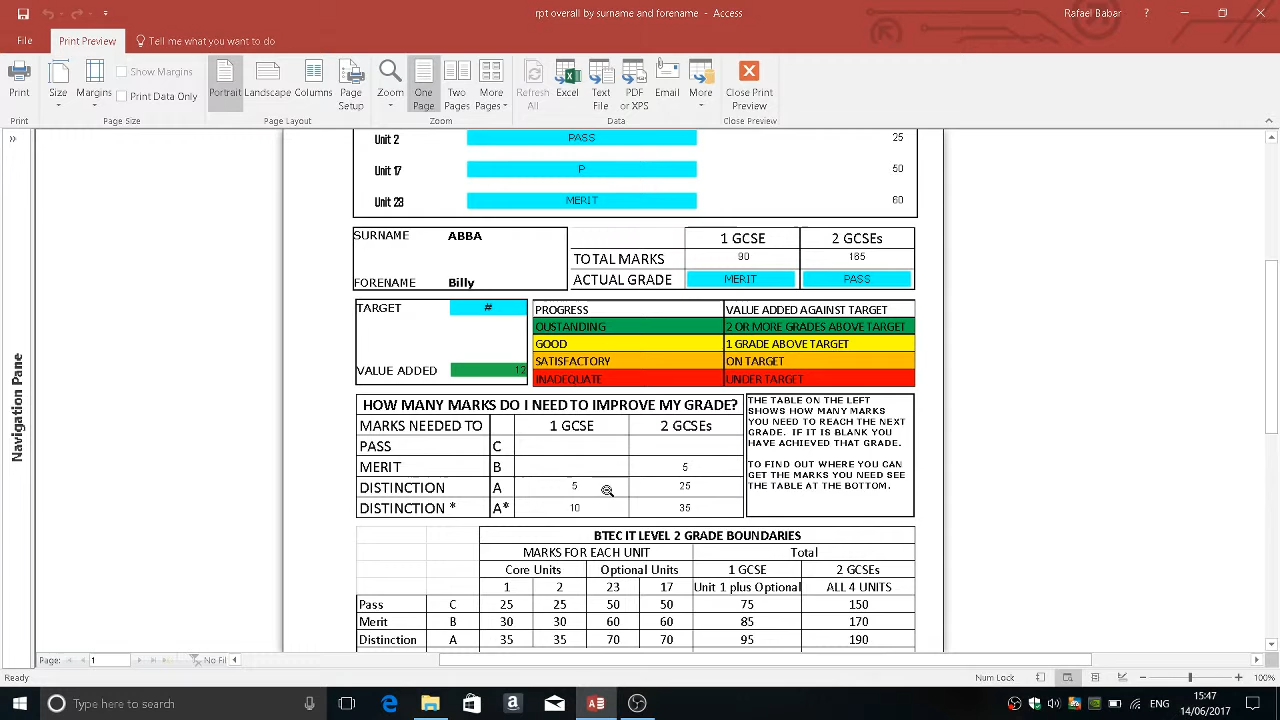 rpt overall by surname and forename - Access
Rafael Babar ?
File Print Preview Tell me what you want to do
Print Size Margins Show Margins Print Data Only Portrait Landscape Columns Page Setup Zoom One Page Two Pages More Pages Refresh All Excel Text File PDF or XPS Email More Close Print Preview
Print Page Size Page Layout Zoom Data Close Preview
Navigation Pane
Unit 2 PASS 25
Unit 17 P 50
Unit 23 MERIT 60
SURNAME ABBA
FORENAME Billy
1 GCSE 2 GCSEs
TOTAL MARKS 90 165
ACTUAL GRADE MERIT PASS
TARGET #
VALUE ADDED 12
PROGRESS VALUE ADDED AGAINST TARGET
OUSTANDING 2 OR MORE GRADES ABOVE TARGET
GOOD 1 GRADE ABOVE TARGET
SATISFACTORY ON TARGET
INADEQUATE UNDER TARGET
HOW MANY MARKS DO I NEED TO IMPROVE MY GRADE?
MARKS NEEDED TO 1 GCSE 2 GCSEs
PASS C
MERIT B 5
DISTINCTION A 5 25
DISTINCTION * A* 10 35
THE TABLE ON THE LEFT
SHOWS HOW MANY MARKS
YOU NEED TO REACH THE NEXT
GRADE. IF IT IS BLANK YOU
HAVE ACHIEVED THAT GRADE.
TO FIND OUT WHERE YOU CAN
GET THE MARKS YOU NEED SEE
THE TABLE AT THE BOTTOM.
BTEC IT LEVEL 2 GRADE BOUNDARIES
MARKS FOR EACH UNIT Total
Core Units Optional Units 1 GCSE 2 GCSEs
1 2 23 17 Unit 1 plus Optional ALL 4 UNITS
Pass C 25 25 50 50 75 150
Merit B 30 30 60 60 85 170
Distinction A 35 35 70 70 95 190
Page: 1 No Fil
Ready Num Lock 100%
Type here to search
ENG 15:47
14/06/2017